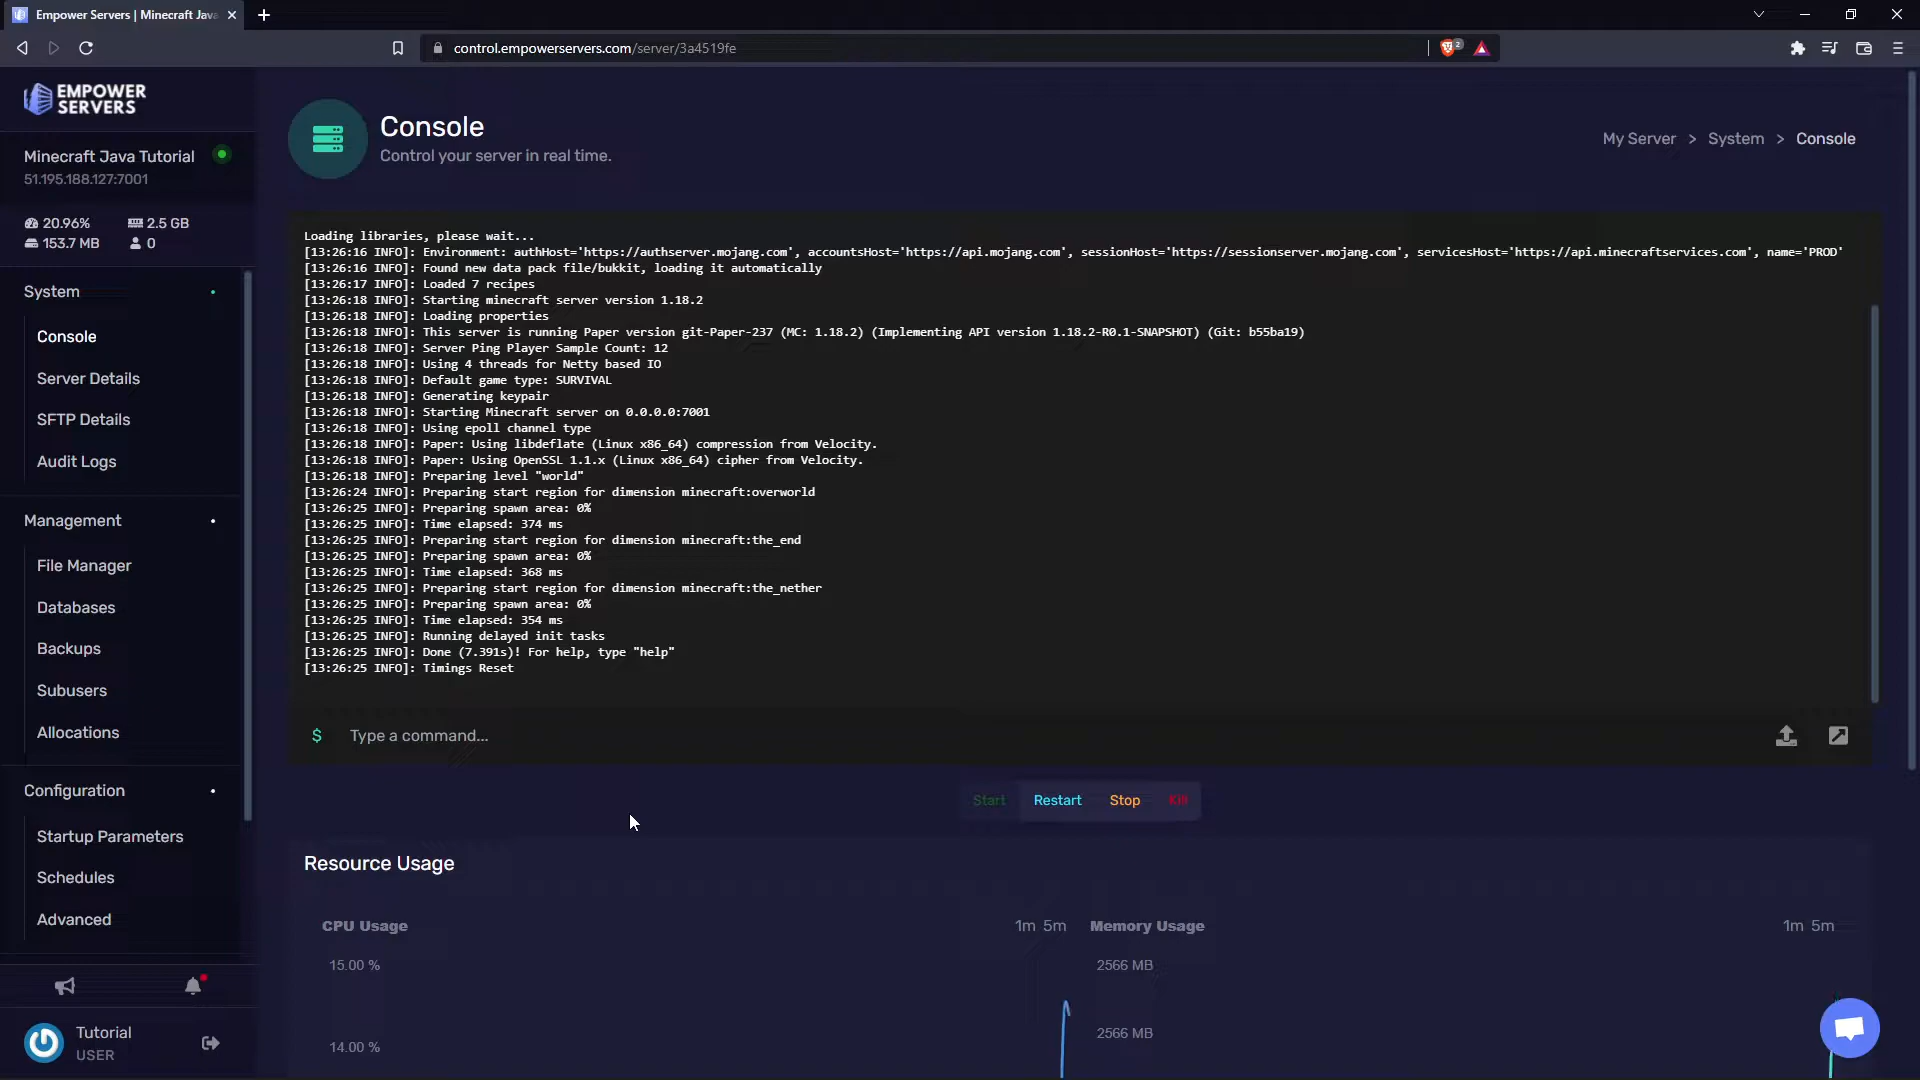 Empower Servers | Minecraft Java
control.empowerservers.com/server/3a4519fe
2
EMPOWER
SERVERS
Minecraft Java Tutorial
51.195.188.127:7001
20.96%
2.5 GB
153.7 MB
0
System
Console
Server Details
SFTP Details
Audit Logs
Management
File Manager
Databases
Backups
Subusers
Allocations
Configuration
Startup Parameters
Schedules
Advanced
Tutorial
USER
Console
Control your server in real time.
My Server > System > Console
Loading libraries, please wait...
[13:26:16 INFO]: Environment: authHost='https://authserver.mojang.com', accountsHost='https://api.mojang.com', sessionHost='https://sessionserver.mojang.com', servicesHost='https://api.minecraftservices.com', name='PROD'
[13:26:16 INFO]: Found new data pack file/bukkit, loading it automatically
[13:26:17 INFO]: Loaded 7 recipes
[13:26:18 INFO]: Starting minecraft server version 1.18.2
[13:26:18 INFO]: Loading properties
[13:26:18 INFO]: This server is running Paper version git-Paper-237 (MC: 1.18.2) (Implementing API version 1.18.2-R0.1-SNAPSHOT) (Git: b55ba19)
[13:26:18 INFO]: Server Ping Player Sample Count: 12
[13:26:18 INFO]: Using 4 threads for Netty based IO
[13:26:18 INFO]: Default game type: SURVIVAL
[13:26:18 INFO]: Generating keypair
[13:26:18 INFO]: Starting Minecraft server on 0.0.0.0:7001
[13:26:18 INFO]: Using epoll channel type
[13:26:18 INFO]: Paper: Using libdeflate (Linux x86_64) compression from Velocity.
[13:26:18 INFO]: Paper: Using OpenSSL 1.1.x (Linux x86_64) cipher from Velocity.
[13:26:18 INFO]: Preparing level "world"
[13:26:24 INFO]: Preparing start region for dimension minecraft:overworld
[13:26:25 INFO]: Preparing spawn area: 0%
[13:26:25 INFO]: Time elapsed: 374 ms
[13:26:25 INFO]: Preparing start region for dimension minecraft:the_end
[13:26:25 INFO]: Preparing spawn area: 0%
[13:26:25 INFO]: Time elapsed: 368 ms
[13:26:25 INFO]: Preparing start region for dimension minecraft:the_nether
[13:26:25 INFO]: Preparing spawn area: 0%
[13:26:25 INFO]: Time elapsed: 354 ms
[13:26:25 INFO]: Running delayed init tasks
[13:26:25 INFO]: Done (7.391s)! For help, type "help"
[13:26:25 INFO]: Timings Reset
$ Type a command...
Start Restart Stop Kill
Resource Usage
CPU Usage
1m 5m
15.00 %
14.00 %
Memory Usage
1m 5m
2566 MB
2566 MB